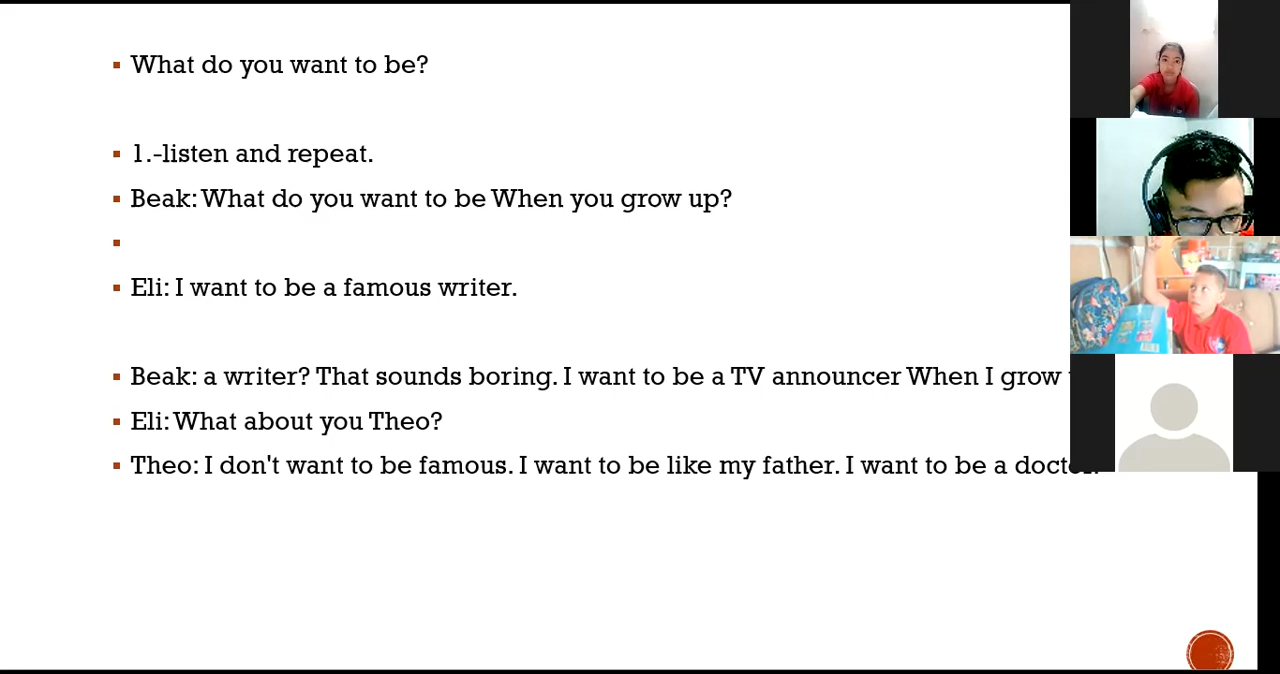 What do you want to be?
1.-listen and repeat.
Beak: What do you want to be When you grow up?
Eli: I want to be a famous writer.
Beak: a writer? That sounds boring. I want to be a TV announcer When I grow
Eli: What about you Theo?
Theo: I don't want to be famous. I want to be like my father. I want to be a doctor.